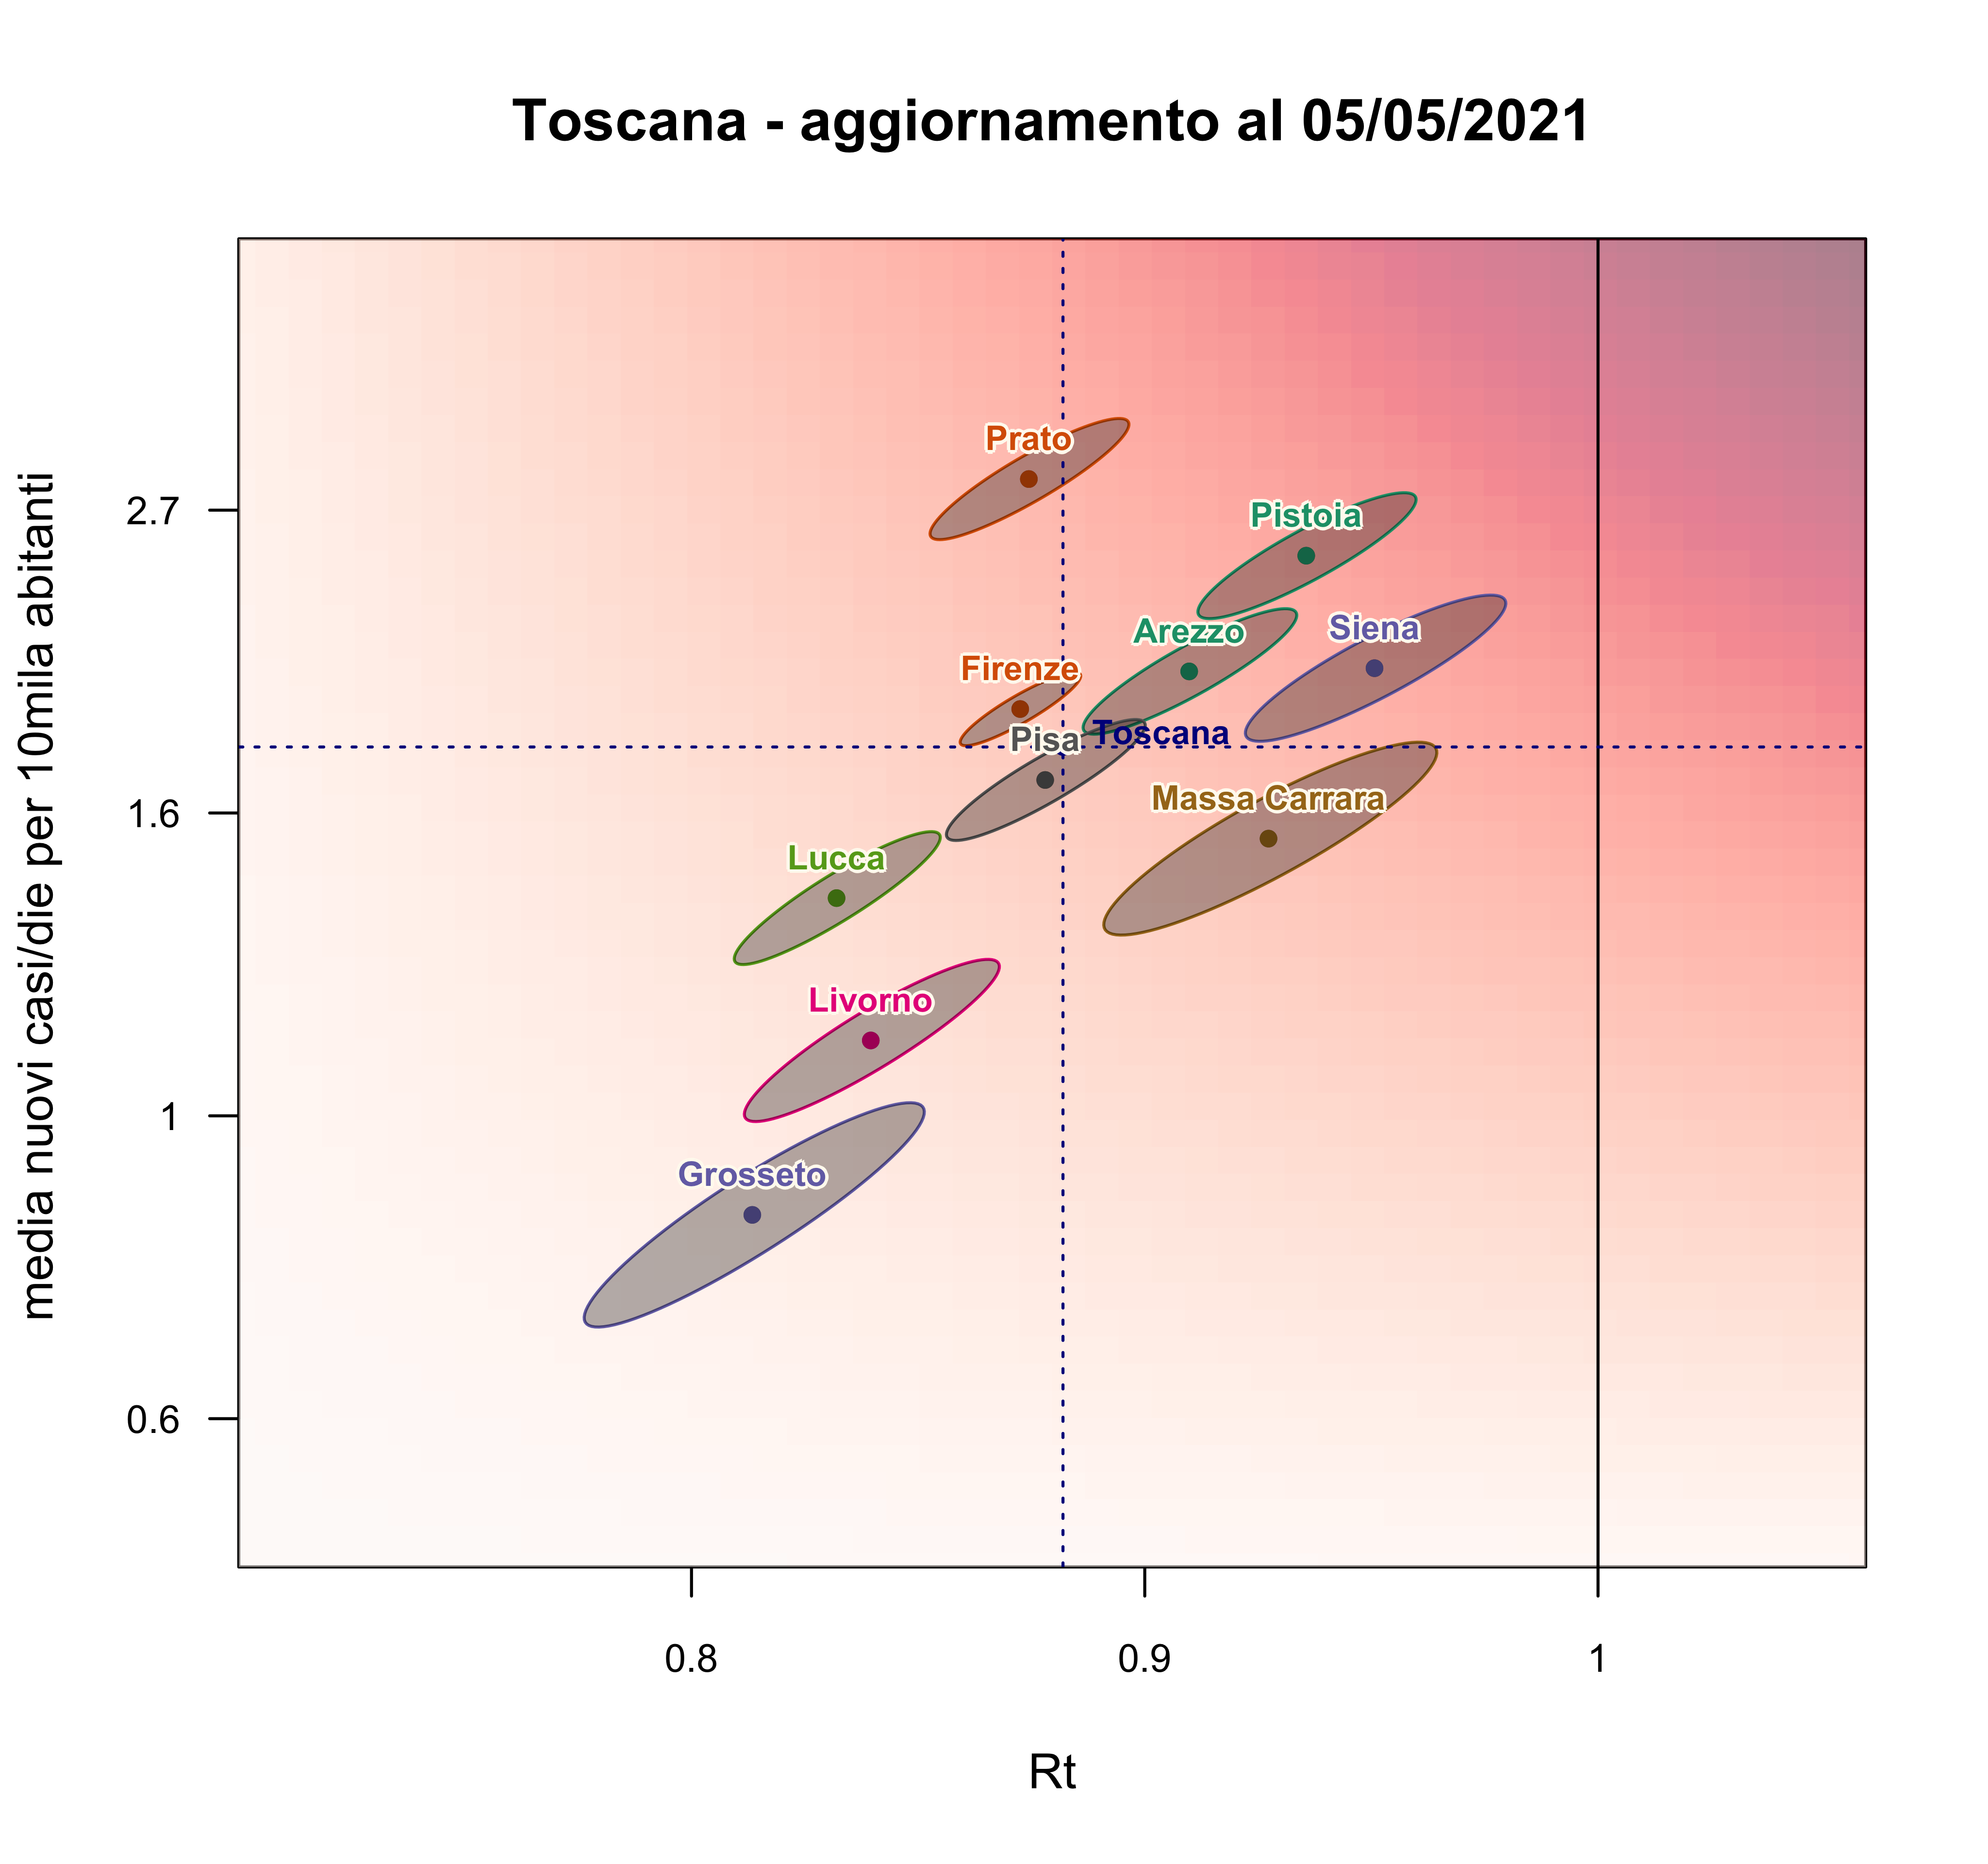 Toscana - aggiornamento al 05/05/2021
media nuovi casi/die per 10mila abitanti
2.7
1.6
1
0.6
Prato
Pistoia
Siena
Arezzo
Firenze
Pisa
Toscana
Massa Carrara
Lucca
Livorno
Grosseto
0.8
0.9
1
Rt